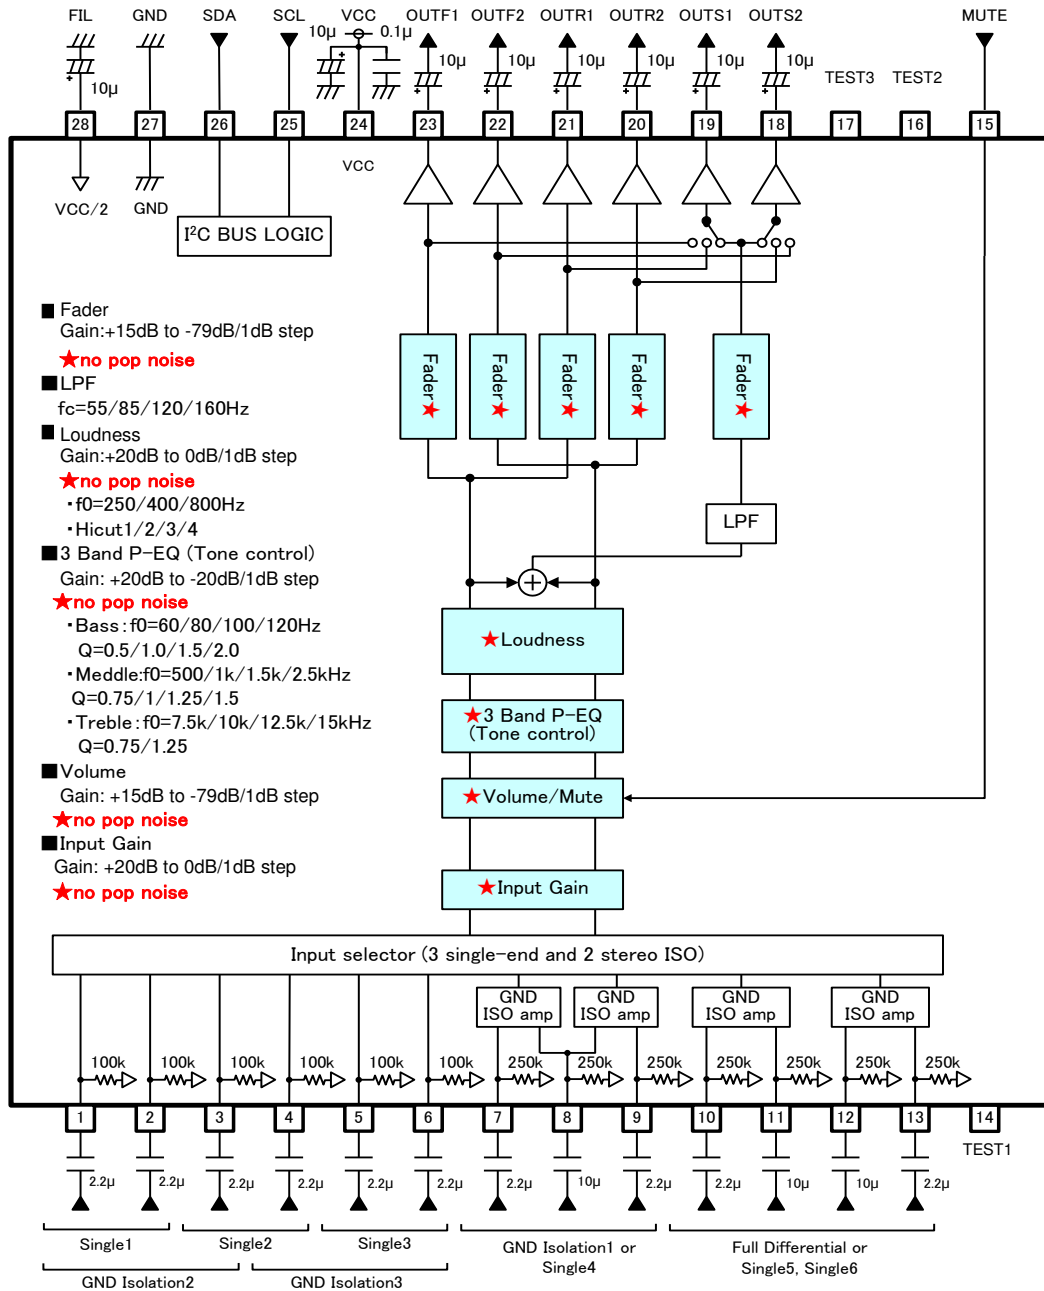 FIL GND SDA SCL VCC OUTF1 OUTF2 OUTR1 OUTR2 OUTS1 OUTS2 MUTE
10μ 0.1μ
10μ 10μ 10μ 10μ 10μ 10μ 10μ
TEST3 TEST2
28 27 26 25 24 23 22 21 20 19 18 17 16 15
VCC
VCC/2 GND
I²C BUS LOGIC
■ Fader
Gain:+15dB to -79dB/1dB step
★no pop noise
■LPF
fc=55/85/120/160Hz
■ Loudness
Gain:+20dB to 0dB/1dB step
★no pop noise
・f0=250/400/800Hz
・Hicut1/2/3/4
■3 Band P-EQ (Tone control)
Gain: +20dB to -20dB/1dB step
★no pop noise
・Bass:f0=60/80/100/120Hz
Q=0.5/1.0/1.5/2.0
・Meddle:f0=500/1k/1.5k/2.5kHz
Q=0.75/1/1.25/1.5
・Treble:f0=7.5k/10k/12.5k/15kHz
Q=0.75/1.25
■Volume
Gain: +15dB to -79dB/1dB step
★no pop noise
■Input Gain
Gain: +20dB to 0dB/1dB step
★no pop noise
Fader★ Fader★ Fader★ Fader★ Fader★
LPF
★Loudness
★3 Band P-EQ
(Tone control)
★Volume/Mute
★Input Gain
Input selector (3 single-end and 2 stereo ISO)
GND
ISO amp
GND
ISO amp
GND
ISO amp
GND
ISO amp
100k 100k 100k 100k 100k 100k 250k 250k 250k 250k 250k 250k 250k
1 2 3 4 5 6 7 8 9 10 11 12 13 14
TEST1
2.2μ 2.2μ 2.2μ 2.2μ 2.2μ 2.2μ 2.2μ 10μ 2.2μ 2.2μ 10μ 10μ 2.2μ
Single1 Single2 Single3
GND Isolation1 or
Single4
Full Differential or
Single5, Single6
GND Isolation2 GND Isolation3